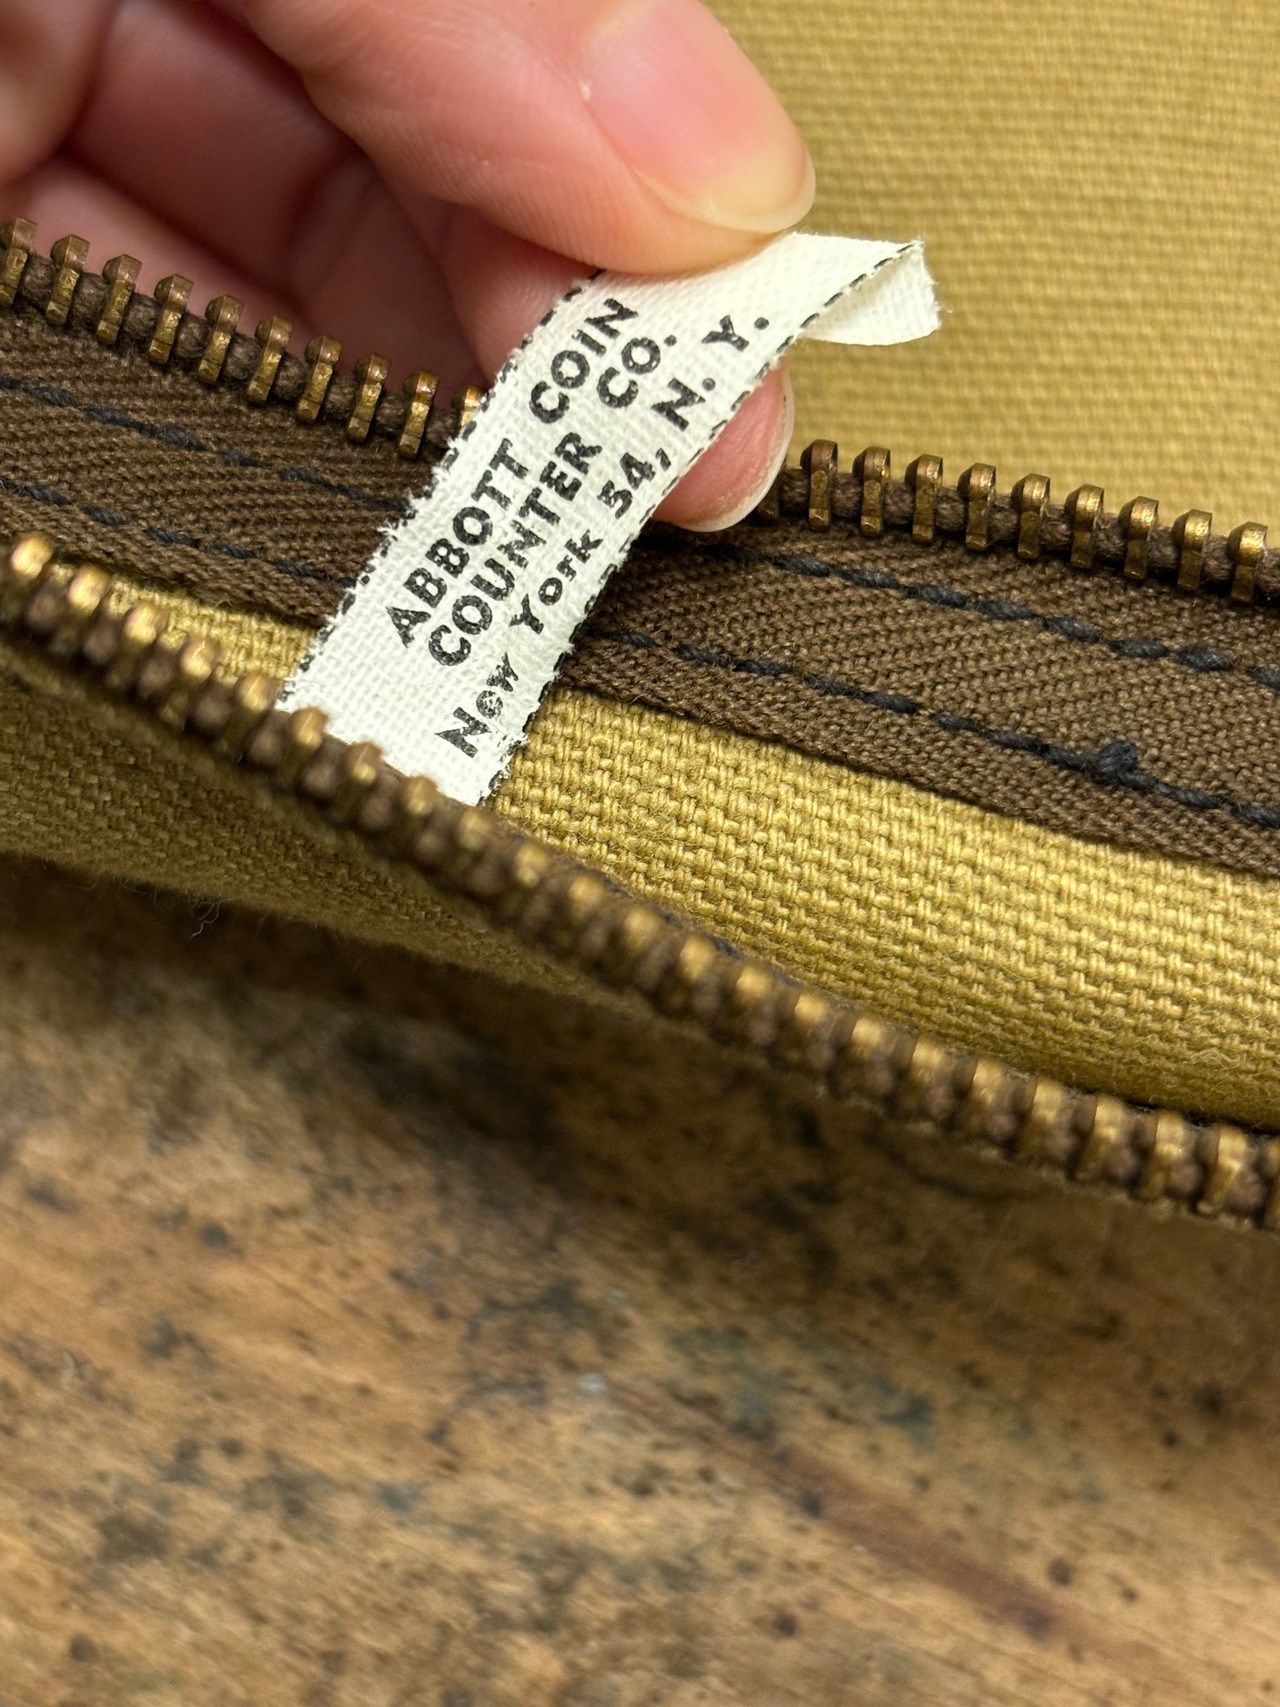 ABBOTT COIN
COUNTER CO.
New York 54, N. Y.